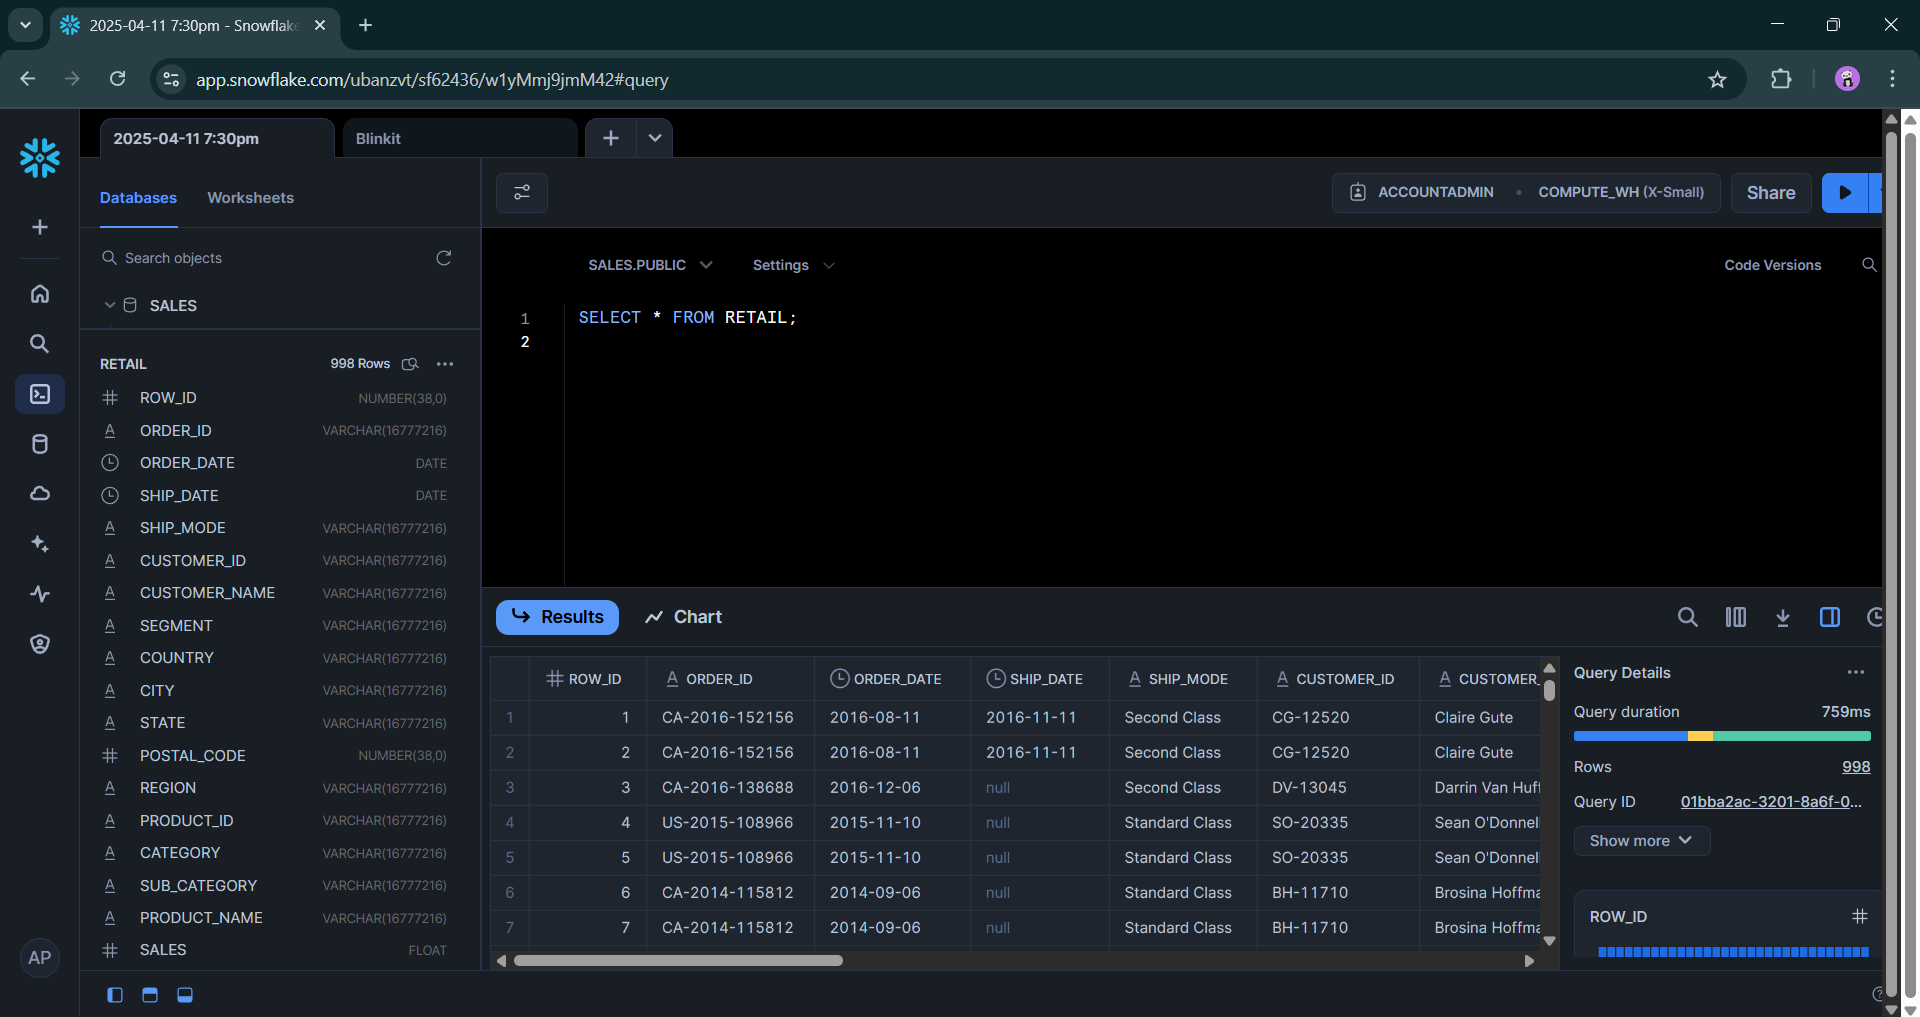 2025-04-11 7:30pm - Snowflake
app.snowflake.com/ubanzvt/sf62436/w1yMmj9jmM42#query
2025-04-11 7:30pm
Blinkit
Databases
Worksheets
ACCOUNTADMIN
COMPUTE_WH (X-Small)
Share
Search objects
SALES
SALES.PUBLIC
Settings
Code Versions
1 SELECT * FROM RETAIL;
2
RETAIL 998 Rows
ROW_ID NUMBER(38,0)
ORDER_ID VARCHAR(16777216)
ORDER_DATE DATE
SHIP_DATE DATE
SHIP_MODE VARCHAR(16777216)
CUSTOMER_ID VARCHAR(16777216)
CUSTOMER_NAME VARCHAR(16777216)
SEGMENT VARCHAR(16777216)
COUNTRY VARCHAR(16777216)
CITY VARCHAR(16777216)
STATE VARCHAR(16777216)
POSTAL_CODE NUMBER(38,0)
REGION VARCHAR(16777216)
PRODUCT_ID VARCHAR(16777216)
CATEGORY VARCHAR(16777216)
SUB_CATEGORY VARCHAR(16777216)
PRODUCT_NAME VARCHAR(16777216)
SALES FLOAT
AP
Results
Chart
ROW_ID ORDER_ID ORDER_DATE SHIP_DATE SHIP_MODE CUSTOMER_ID CUSTOMER_
1 1 CA-2016-152156 2016-08-11 2016-11-11 Second Class CG-12520 Claire Gute
2 2 CA-2016-152156 2016-08-11 2016-11-11 Second Class CG-12520 Claire Gute
3 3 CA-2016-138688 2016-12-06 null Second Class DV-13045 Darrin Van Huff
4 4 US-2015-108966 2015-11-10 null Standard Class SO-20335 Sean O'Donnel
5 5 US-2015-108966 2015-11-10 null Standard Class SO-20335 Sean O'Donnel
6 6 CA-2014-115812 2014-09-06 null Standard Class BH-11710 Brosina Hoffma
7 7 CA-2014-115812 2014-09-06 null Standard Class BH-11710 Brosina Hoffma
Query Details
Query duration 759ms
Rows 998
Query ID 01bba2ac-3201-8a6f-0...
Show more
ROW_ID